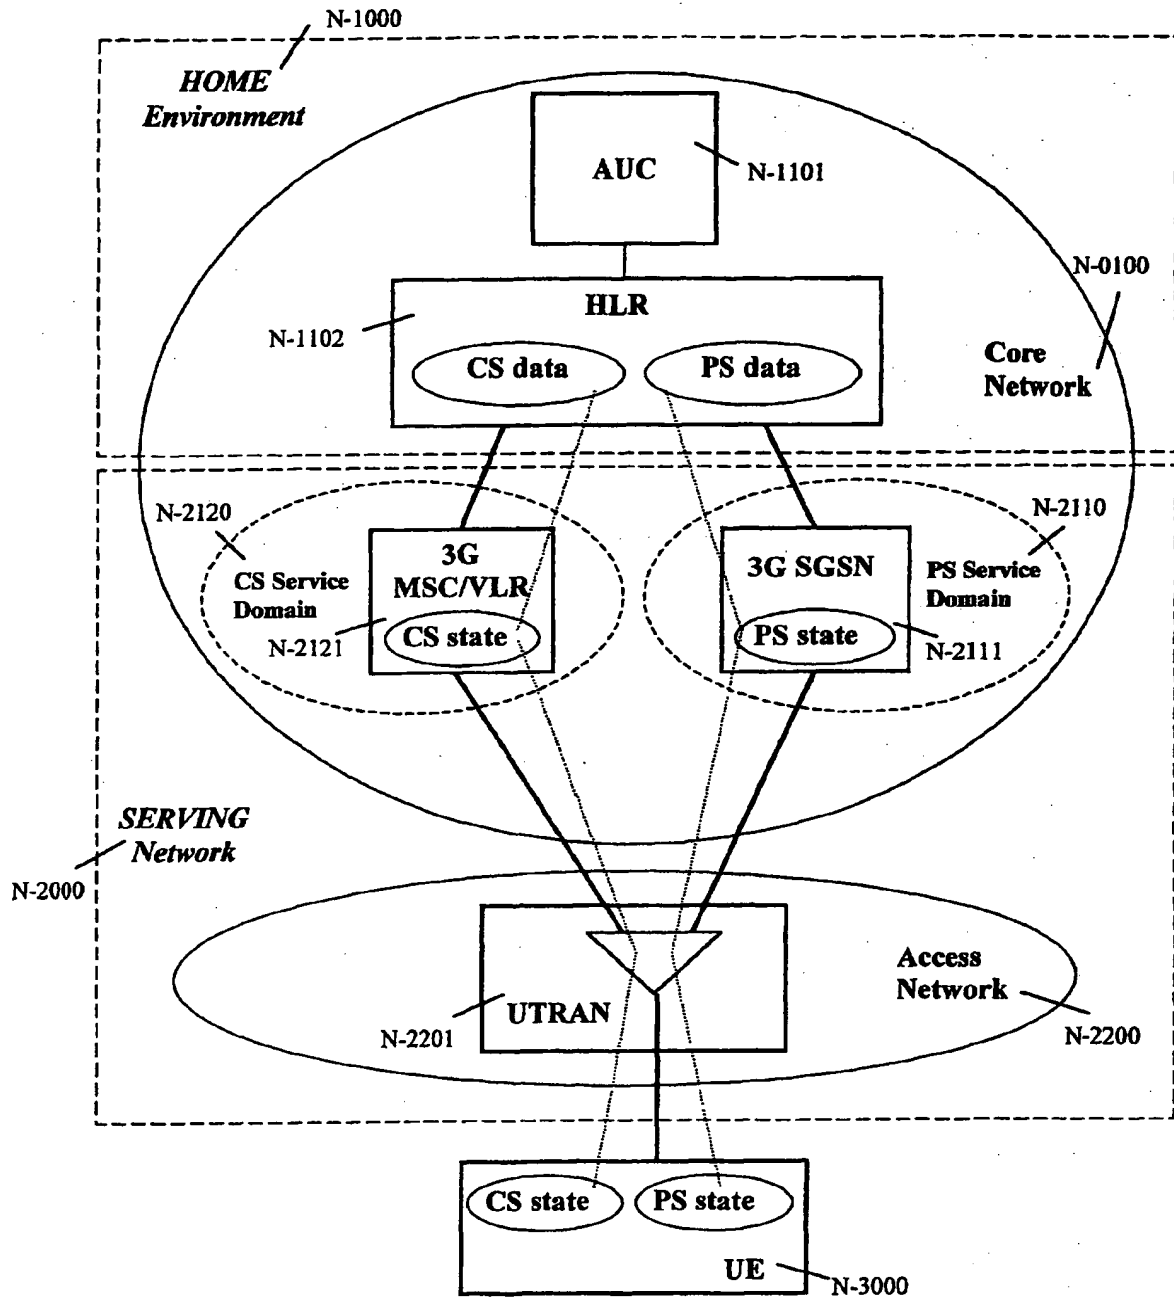 N-1000
HOME
Environment
AUC
N-1101
N-0100
HLR
N-1102
CS data
PS data
Core
Network
N-2120
N-2110
CS Service
Domain
3G
MSC/VLR
3G SGSN
PS Service
Domain
N-2121
CS state
PS state
N-2111
SERVING
Network
N-2000
Access
Network
UTRAN
N-2201
N-2200
CS state
PS state
UE
N-3000